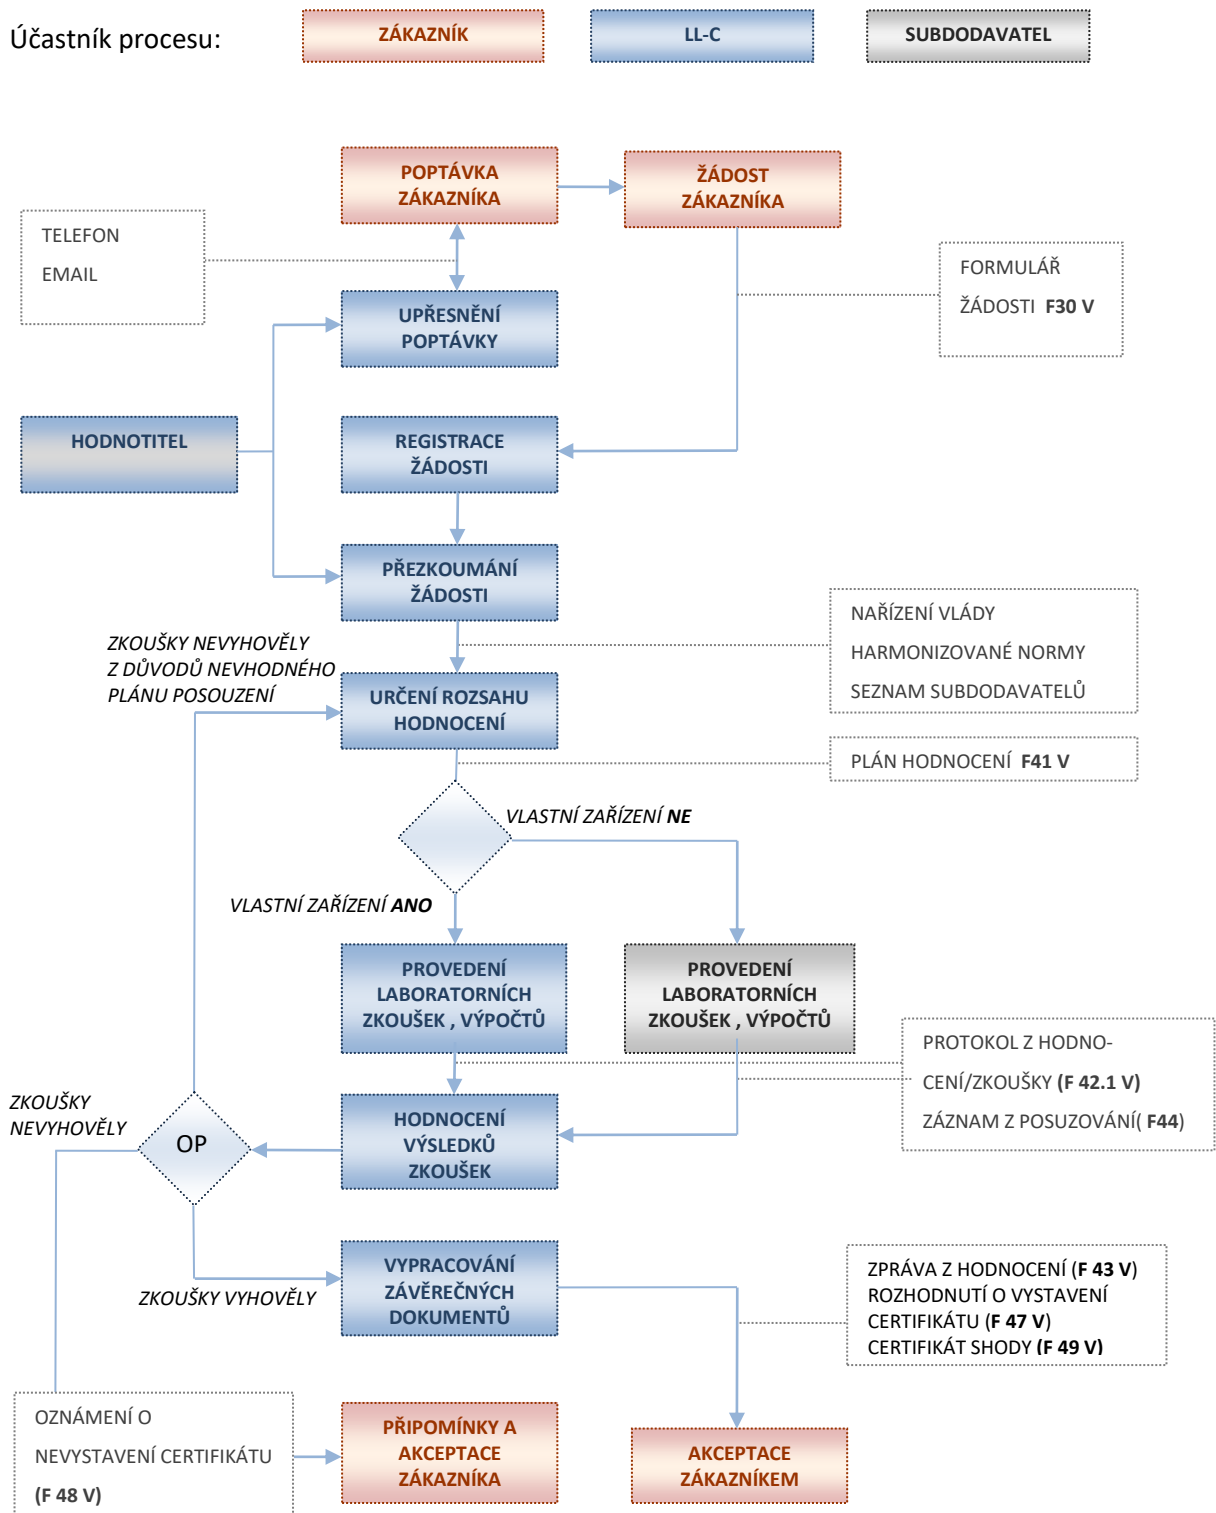 Účastník procesu:
ZÁKAZNÍK
LL-C
SUBDODAVATEL
POPTÁVKA
ZÁKAZNÍKA
ŽÁDOST
ZÁKAZNÍKA
TELEFON
EMAIL
FORMULÁŘ
ŽÁDOSTI F30 V
UPŘESNĚNÍ
POPTÁVKY
HODNOTITEL
REGISTRACE
ŽÁDOSTI
PŘEZKOUMÁNÍ
ŽÁDOSTI
NAŘÍZENÍ VLÁDY
HARMONIZOVANÉ NORMY
SEZNAM SUBDODAVATELŮ
ZKOUŠKY NEVYHOVĚLY
Z DŮVODŮ NEVHODNÉHO
PLÁNU POSOUZENÍ
URČENÍ ROZSAHU
HODNOCENÍ
PLÁN HODNOCENÍ F41 V
VLASTNÍ ZAŘÍZENÍ NE
VLASTNÍ ZAŘÍZENÍ ANO
PROVEDENÍ
LABORATORNÍCH
ZKOUŠEK , VÝPOČTŮ
PROVEDENÍ
LABORATORNÍCH
ZKOUŠEK , VÝPOČTŮ
PROTOKOL Z HODNO-
CENÍ/ZKOUŠKY (F 42.1 V)
ZÁZNAM Z POSUZOVÁNÍ( F44)
ZKOUŠKY
NEVYHOVĚLY
OP
HODNOCENÍ
VÝSLEDKŮ
ZKOUŠEK
ZKOUŠKY VYHOVĚLY
VYPRACOVÁNÍ
ZÁVĚREČNÝCH
DOKUMENTŮ
ZPRÁVA Z HODNOCENÍ (F 43 V)
ROZHODNUTÍ O VYSTAVENÍ
CERTIFIKÁTU (F 47 V)
CERTIFIKÁT SHODY (F 49 V)
OZNÁMENÍ O
NEVYSTAVENÍ CERTIFIKÁTU
(F 48 V)
PŘIPOMÍNKY A
AKCEPTACE
ZÁKAZNÍKA
AKCEPTACE
ZÁKAZNÍKEM